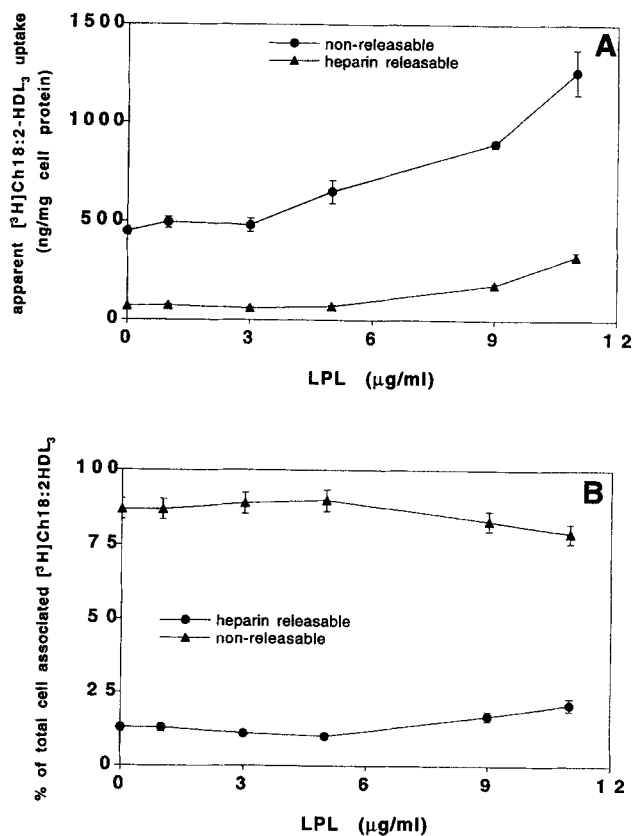 1500
A
non-releasable
heparin releasable
1000
500
0
apparent [³H]Ch18:2-HDL₃ uptake
(ng/mg cell protein)
0 3 6 9 12
LPL (μg/ml)
100
B
75
50
heparin releasable
non-releasable
25
0
% of total cell associated [³H]Ch18:2HDL₃
0 3 6 9 12
LPL (μg/ml)